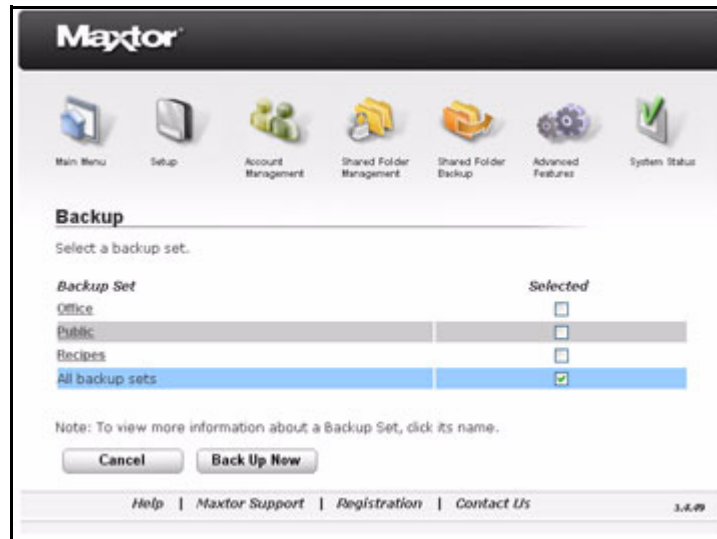 Maxtor
Main Menu
Setup
Account Management
Shared Folder Management
Shared Folder Backup
Advanced Features
System Status
Backup
Select a backup set.
Backup Set Selected
Office
Public
Recipes
All backup sets
Note: To view more information about a Backup Set, click its name.
Cancel Back Up Now
Help | Maxtor Support | Registration | Contact Us